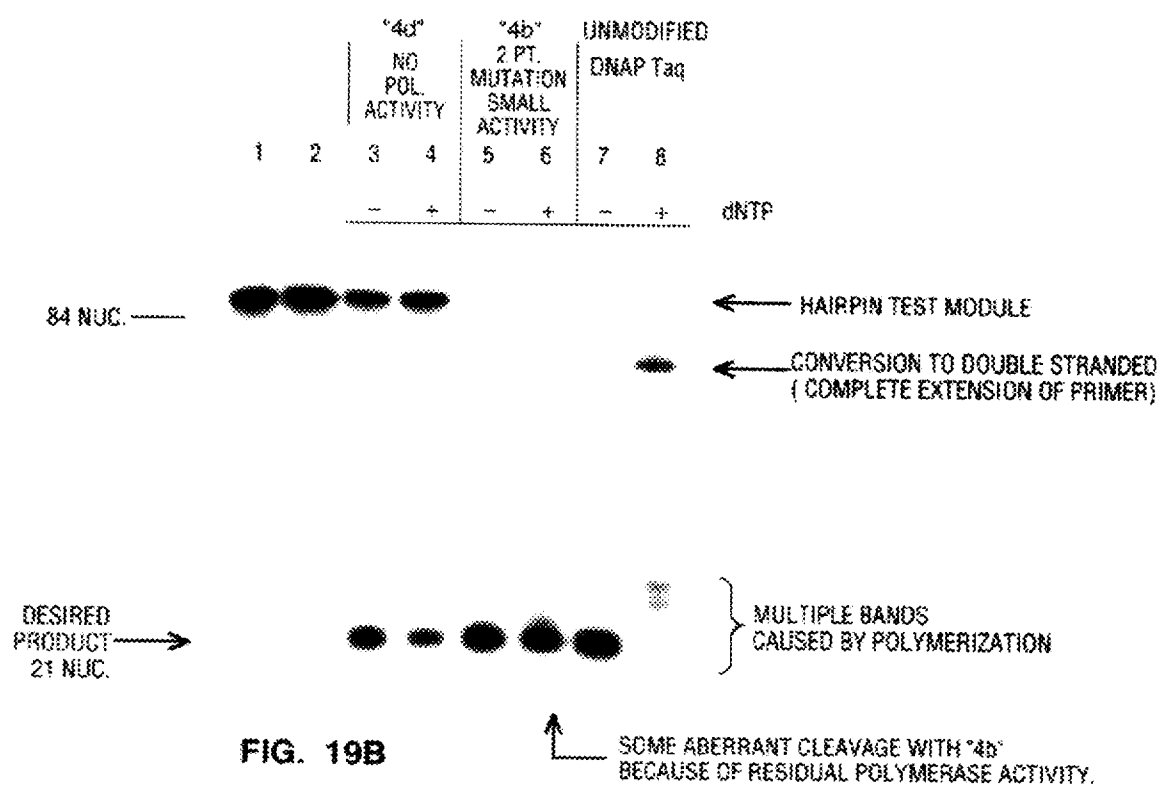 "4d"
NO
POL.
ACTIVITY
"4b"
2 PT.
MUTATION
SMALL
ACTIVITY
UNMODIFIED
DNAP Taq
1 2 3 4 5 6 7 8
- + - + - + dNTP
84 NUC.
HAIRPIN TEST MODULE
CONVERSION TO DOUBLE STRANDED
( COMPLETE EXTENSION OF PRIMER)
DESIRED
PRODUCT
21 NUC.
MULTIPLE BANDS
CAUSED BY POLYMERIZATION
SOME ABERRANT CLEAVAGE WITH "4b"
BECAUSE OF RESIDUAL POLYMERASE ACTIVITY.
FIG. 19B